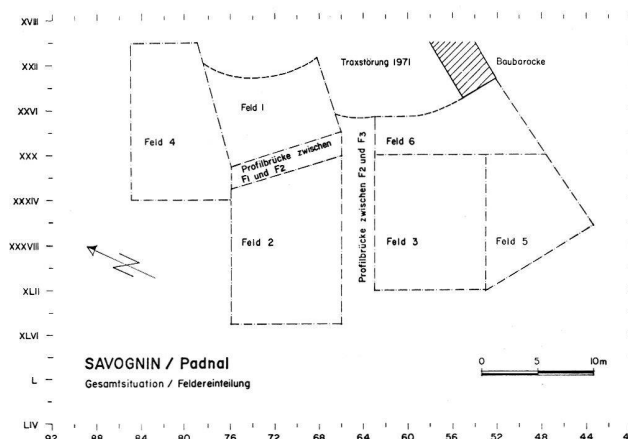 XVIII
XXII
XXVI
XXX
XXXIV
XXXVIII
XLII
XLVI
L
LIV
Traxstörung 1971
Baubaracke
Feld 1
Feld 4
Feld 6
Profilbrücke zwischen
F1 und F2
Profilbrücke zwischen F2 und F3
Feld 2
Feld 3
Feld 5
SAVOGNIN / Padnal
Gesamtsituation / Feldereinteilung
0 5 10m
92 88 84 80 76 72 68 64 60 56 52 48 44